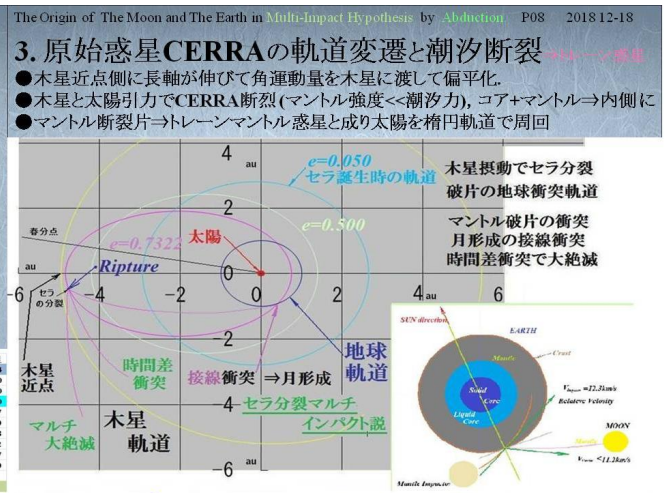 The Origin of The Moon and The Earth in Multi-Impact Hypothesis by Abduction. P08 2018 12-18
3. 原始惑星CERRAの軌道変遷と潮汐断裂
●木星近点側に長軸が伸びて角運動量を木星に渡して偏平化.
●木星と太陽引力でCERRA断烈(マントル強度<<潮汐力), コア+マントル⇒内側に
●マントル断裂片⇒トレーンマントル惑星と成り太陽を楕円軌道で周回
4
au
e=0.050
セラ誕生時の軌道
木星摂動でセラ分裂
破片の地球衝突軌道
春分点
2
e=0.500
マントル破片の衝突
月形成の接線衝突
時間差衝突で大絶滅
e=0.7322
太陽
au
Ripture
0
-6
セラ
の分裂
-4
-2
0
2
4
au
6
SUN direction
EARTH
-2
Mantle
Crust
木星
近点
時間差
衝突
接線衝突 ⇒月形成
地球
軌道
Solid
Core
Liquid
Core
=12.3km/s
Relative Velocity
-4
セラ分裂マルチ
インパクト説
マルチ
大絶滅
木星
軌道
MOON
<11.2km/s
-6
au
Mantle Impactor